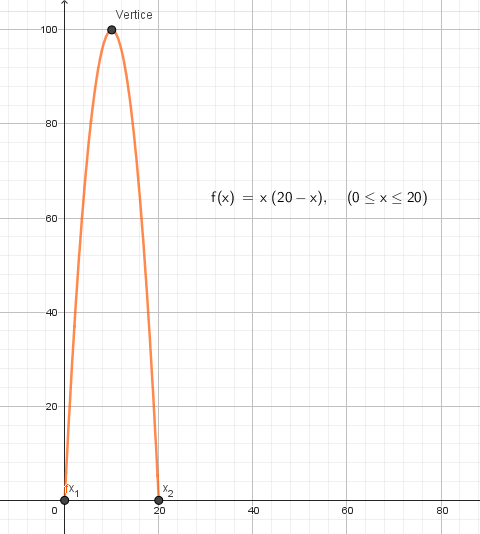 Vertice
100
80
f(x) = x (20 − x), (0 ≤ x ≤ 20)
60
40
20
f
x₁
x₂
0
20
40
60
80